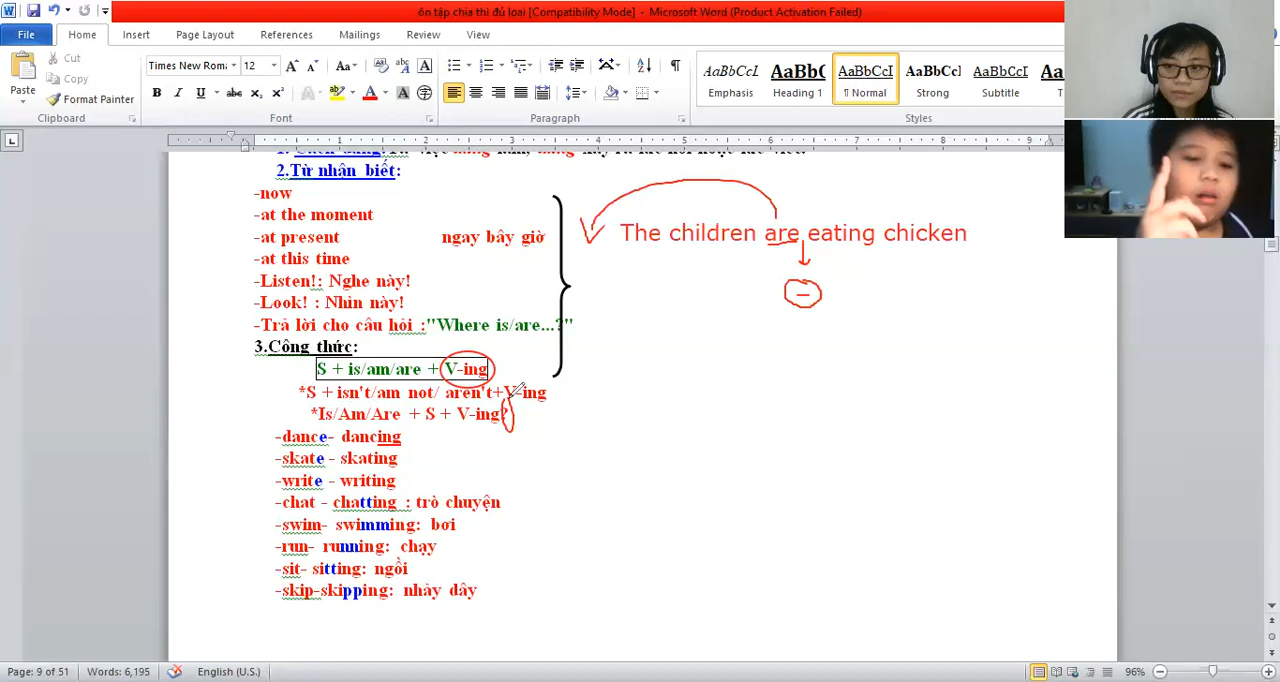 ôn tập chia thì đủ loại [Compatibility Mode] - Microsoft Word (Product Activation Failed)
File Home Insert Page Layout References Mailings Review View
Paste
Cut
Copy
Format Painter
Clipboard
Times New Roma 12
Font
Paragraph
AaBbCcI Emphasis
AaBbC Heading 1
AaBbCcI ¶ Normal
AaBbCcI Strong
AaBbCcI Subtitle
Aa T
Styles
2.Từ nhận biết:
-now
-at the moment
-at present ngay bây giờ
-at this time
-Listen!: Nghe này!
-Look! : Nhìn này!
-Trả lời cho câu hỏi :"Where is/are...?"
3.Công thức:
S + is/am/are + V-ing
*S + isn't/am not/ aren't+V-ing
*Is/Am/Are + S + V-ing?
-dance- dancing
-skate - skating
-write - writing
-chat - chatting : trò chuyện
-swim- swimming: bơi
-run- running: chạy
-sit- sitting: ngồi
-skip-skipping: nhảy dây
The children are eating chicken
-
Page: 9 of 51 Words: 6,195 English (U.S.) 96%